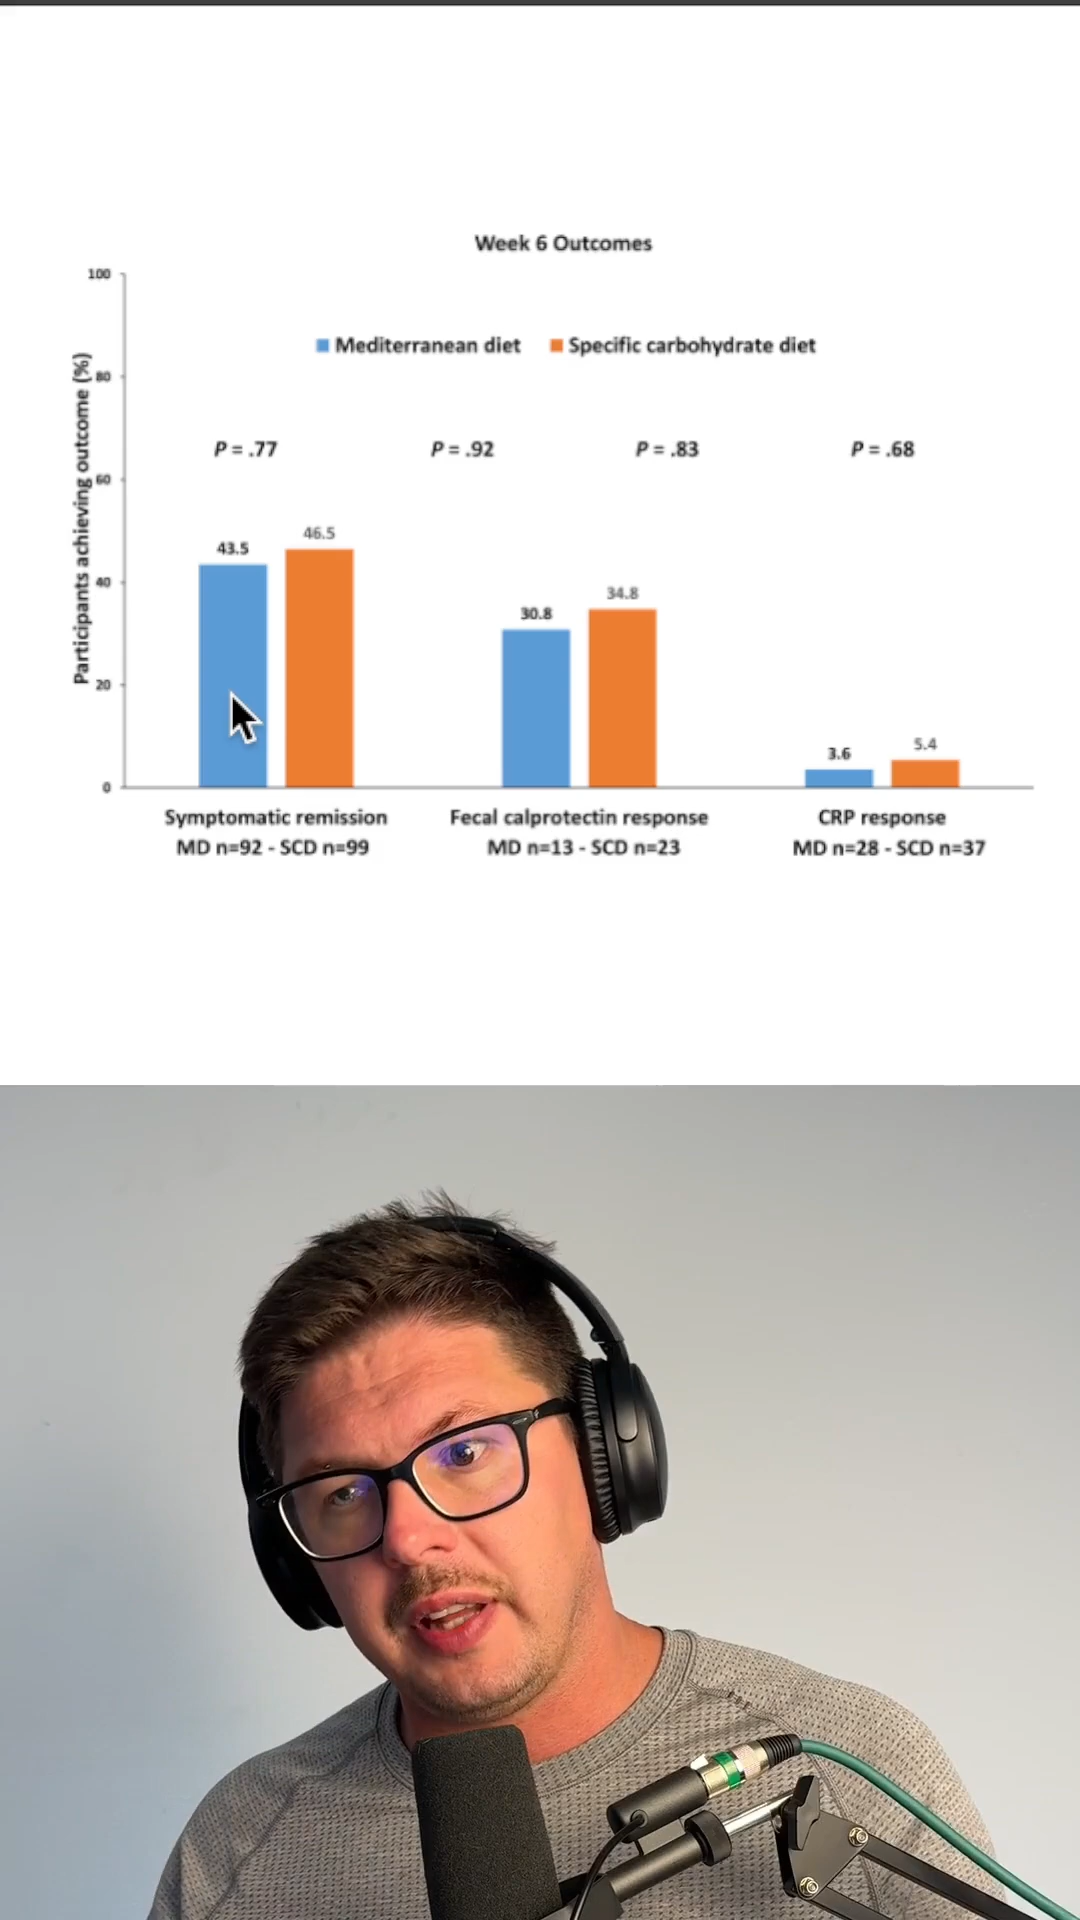 Week 6 Outcomes
100
80
60
40
20
0
Participants achieving outcome (%)
Mediterranean diet Specific carbohydrate diet
P = .77 P = .92 P = .83 P = .68
43.5 46.5
30.8 34.8
3.6 5.4
Symptomatic remission Fecal calprotectin response CRP response
MD n=92 - SCD n=99 MD n=13 - SCD n=23 MD n=28 - SCD n=37